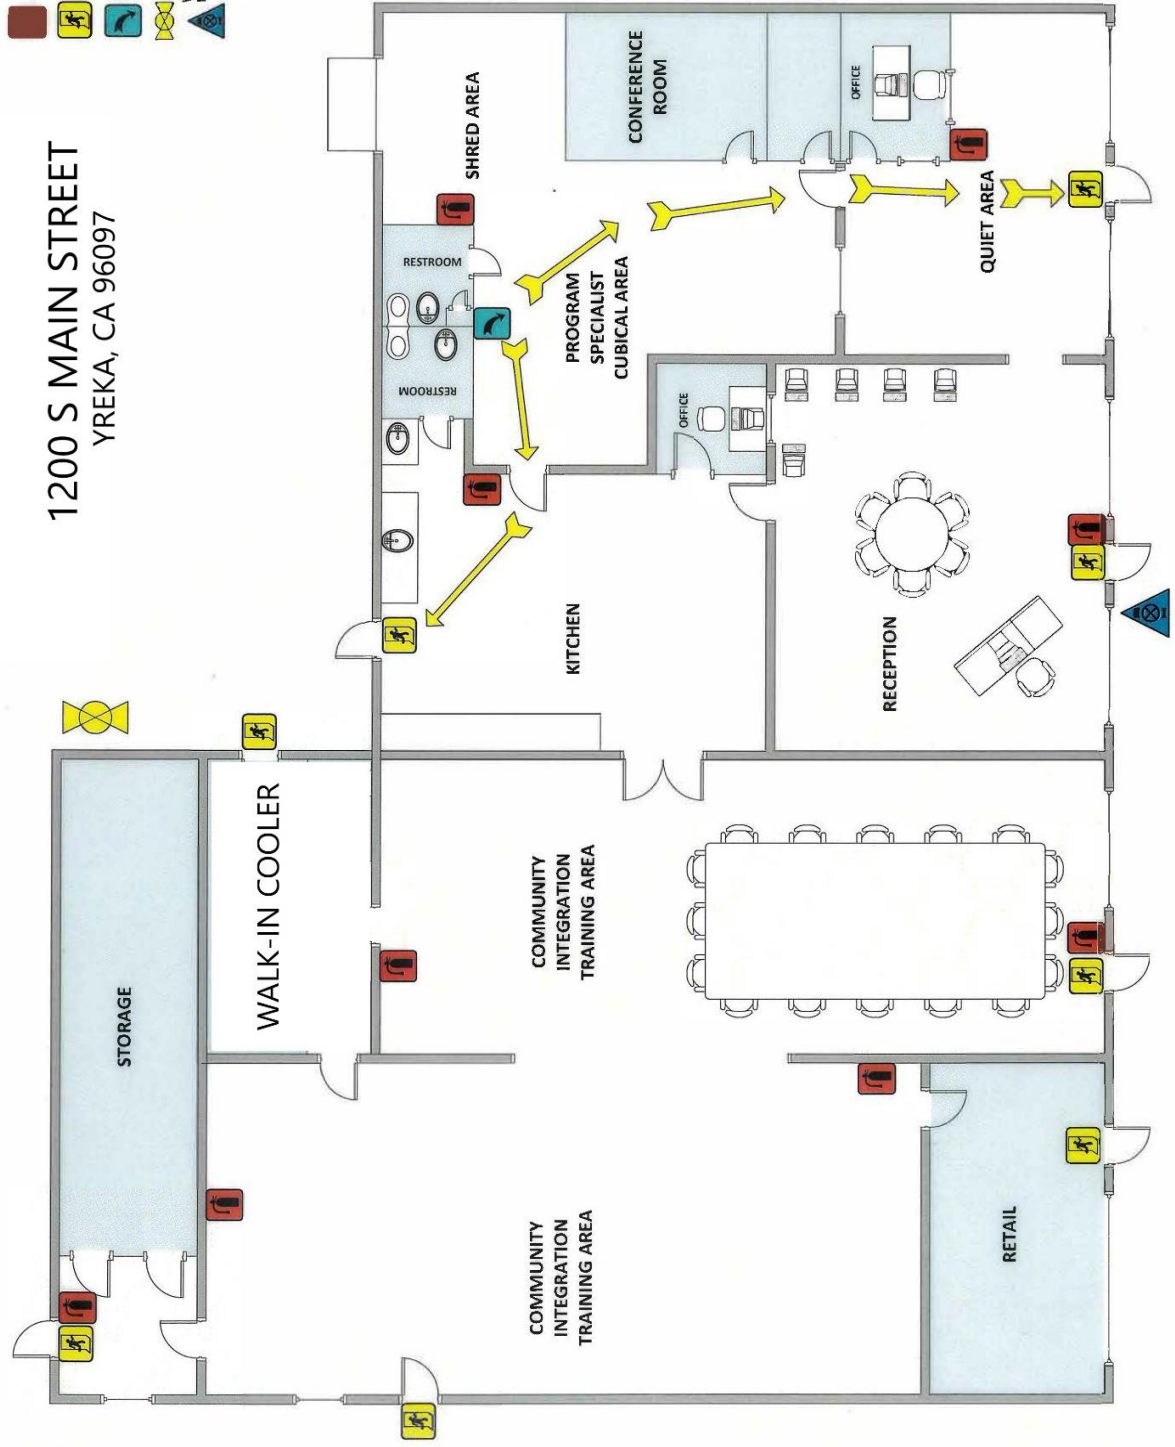 1200 S MAIN STREET
YREKA, CA 96097
SHRED AREA
CONFERENCE
ROOM
OFFICE
RESTROOM
RESTROOM
PROGRAM
SPECIALIST
CUBICAL AREA
QUIET AREA
OFFICE
KITCHEN
RECEPTION
STORAGE
WALK-IN COOLER
COMMUNITY
INTEGRATION
TRAINING AREA
COMMUNITY
INTEGRATION
TRAINING AREA
RETAIL